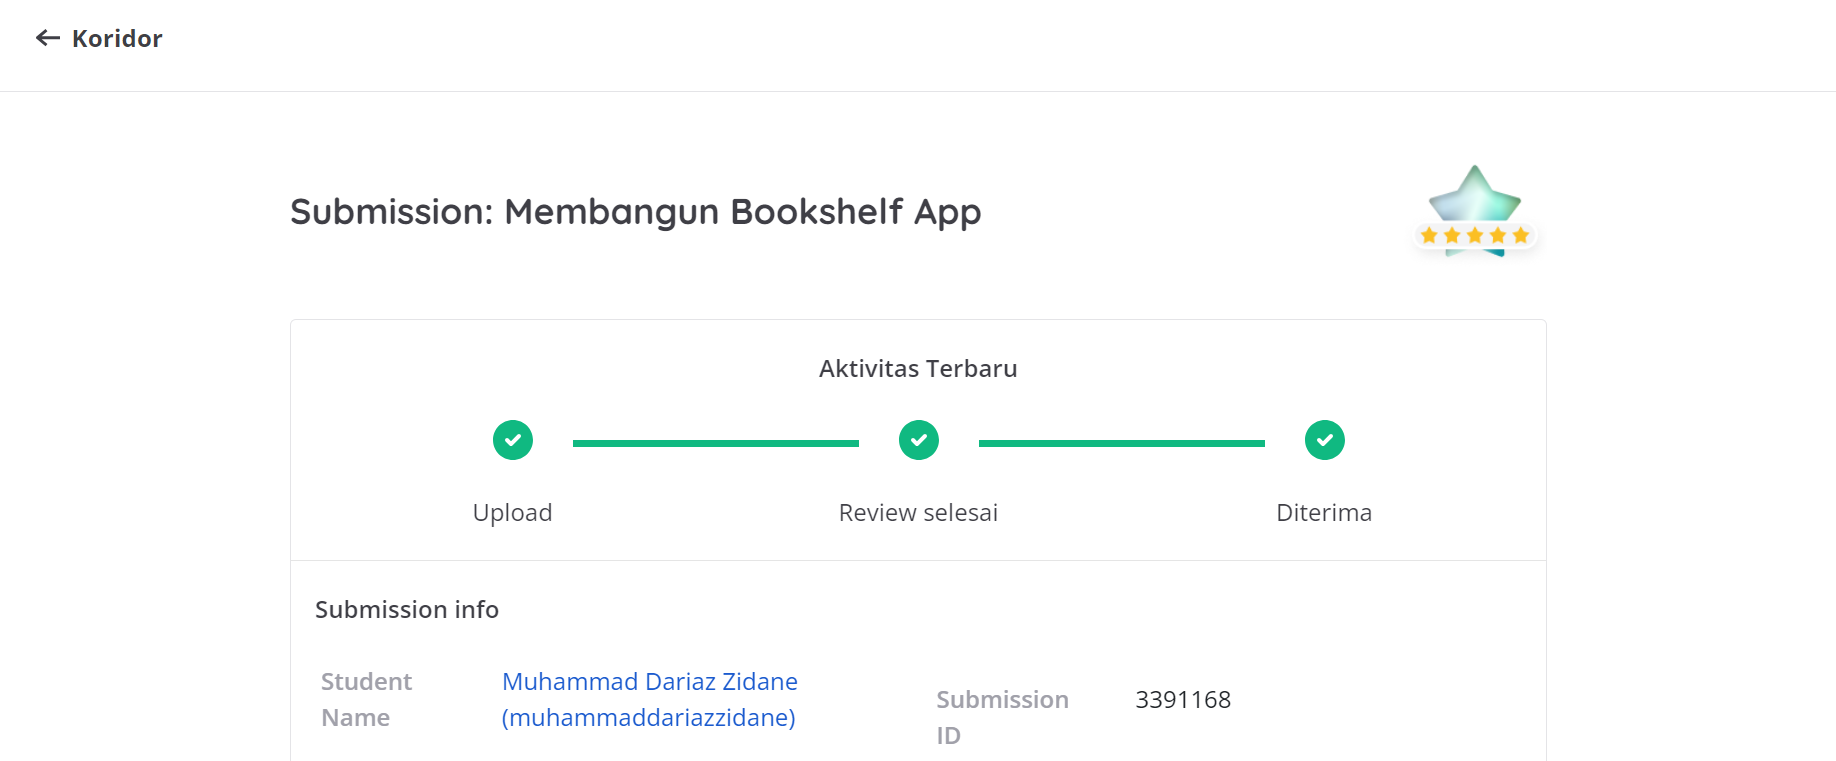 Koridor
Submission: Membangun Bookshelf App
Aktivitas Terbaru
Upload
Review selesai
Diterima
Submission info
Student
Name
Muhammad Dariaz Zidane
(muhammaddariazzidane)
Submission
ID
3391168